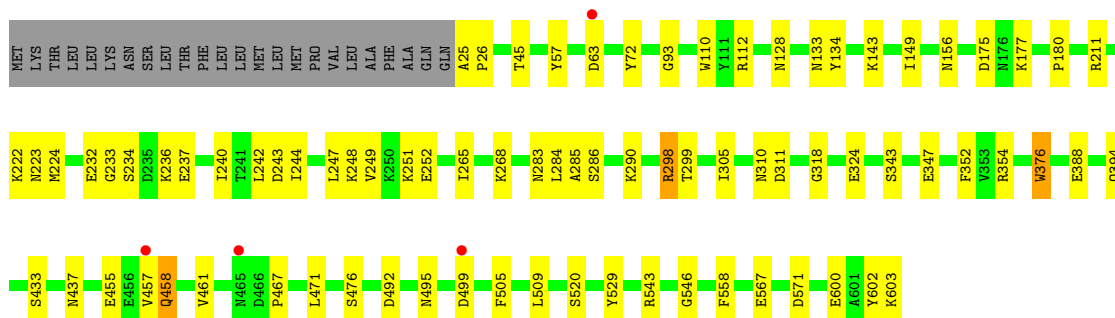 MET LYS THR LEU LEU LYS ASN SER LEU THR PHE LEU LEU MET LEU MET PRO VAL LEU ALA PHE ALA GLN GLN A25 P26 T45 Y57 D63 Y72 G93 W110 Y111 R112 N128 N133 Y134 K143 I149 N156 D175 N176 K177 P180 R211
K222 N223 M224 E232 G233 S234 D235 K236 E237 I240 T241 L242 D243 I244 L247 K248 V249 K250 K251 E252 I265 K268 N283 L284 A285 S286 K290 R298 T299 I305 N310 D311 G318 E324 S343 E347 F352 V353 R354 W376 E388 Q394
S433 N437 E455 E456 V457 Q458 V461 N465 D466 P467 L471 S476 D492 N495 D499 F505 L509 S520 Y529 R543 G546 F558 E567 D571 E600 A601 Y602 K603